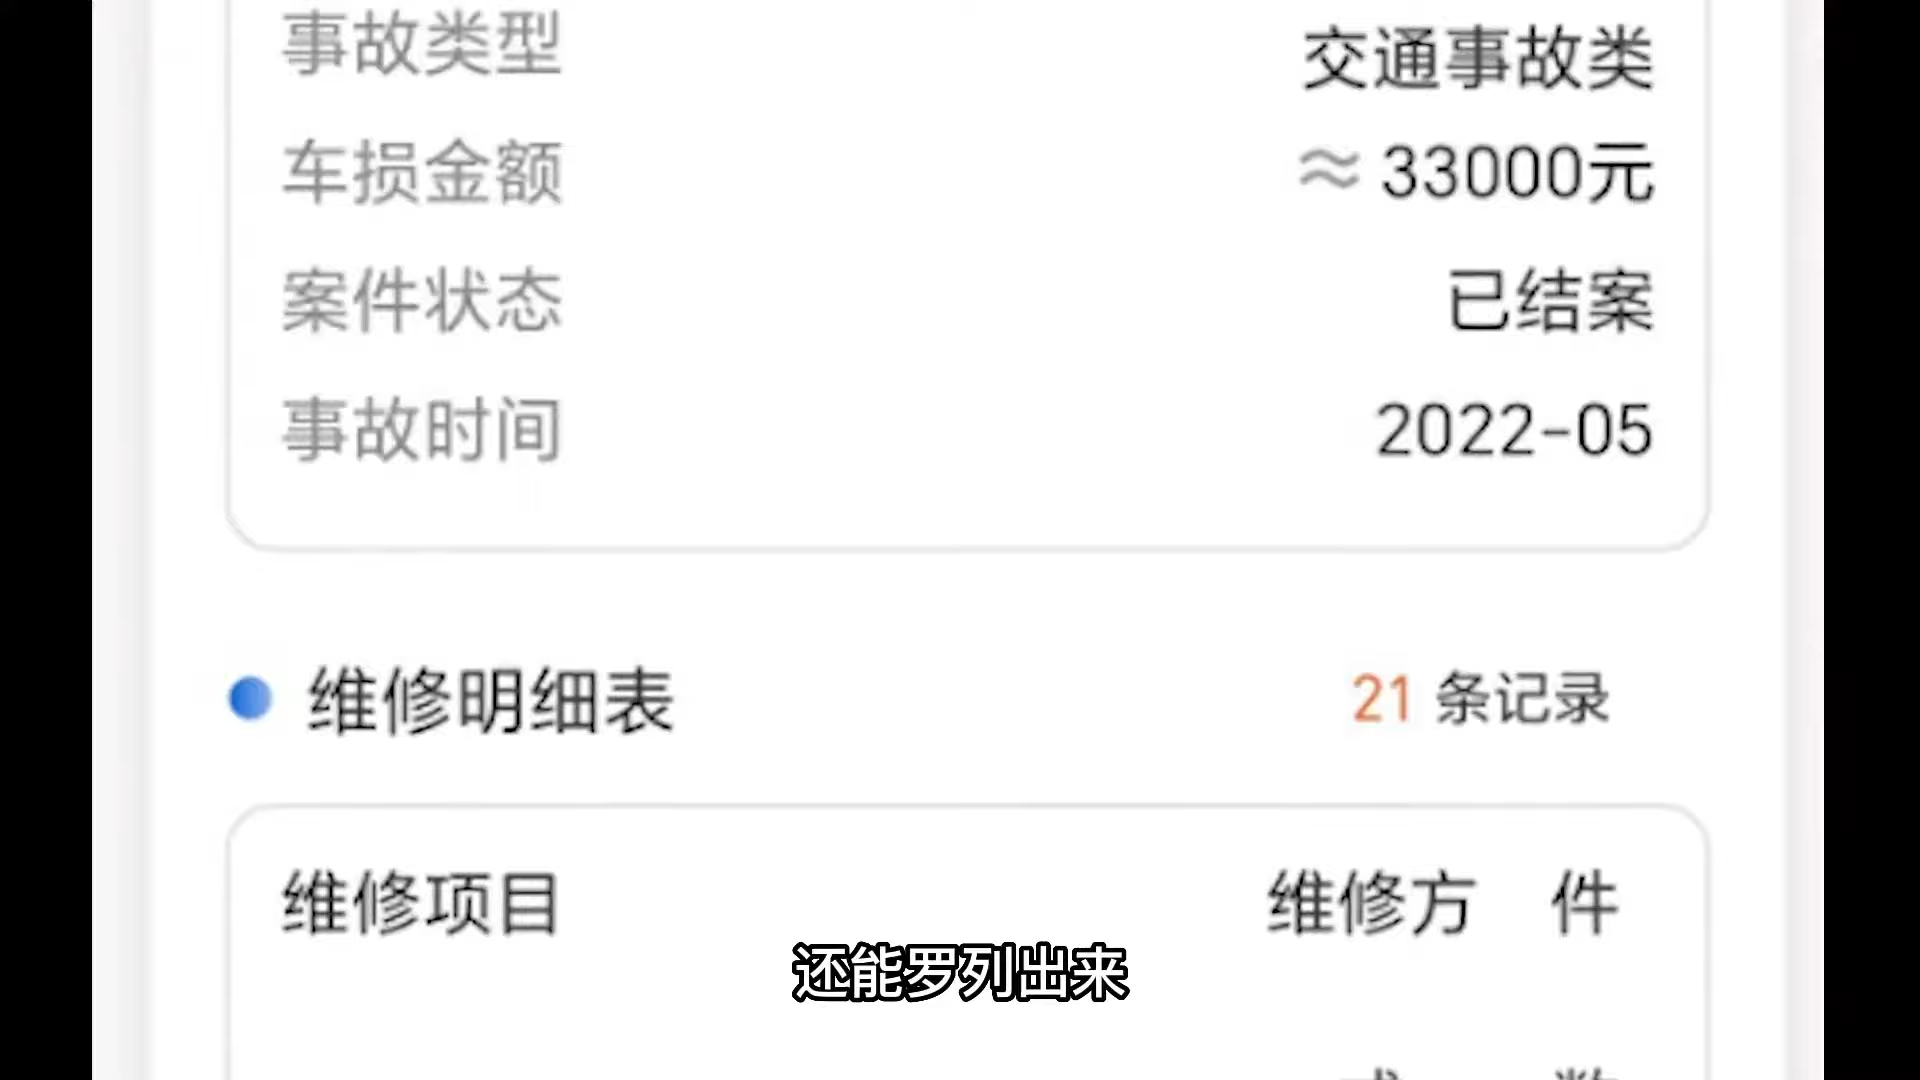 事故类型 交通事故类
车损金额 ≈33000元
案件状态 已结案
事故时间 2022-05
维修明细表 21 条记录
维修项目 维修方 件
还能罗列出来